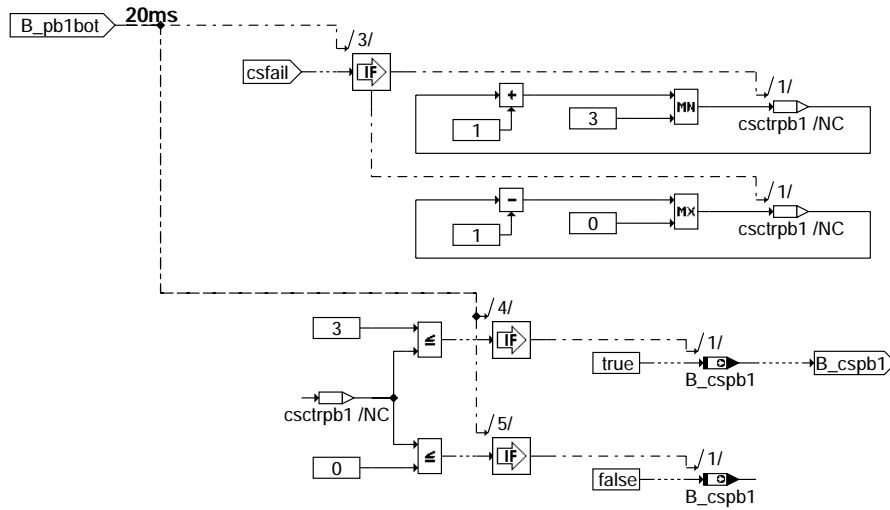 B_pb1bot
20ms
/3/
csfail
IF
/1/
+
1
3
MN
csctrpb1 /NC
/1/
-
1
0
MX
csctrpb1 /NC
/4/
3
≤
IF
/1/
true
B_cspb1
B_cspb1
csctrpb1 /NC
/5/
0
≤
IF
/1/
false
B_cspb1